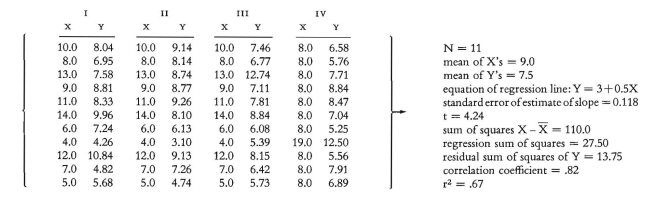 I II III IV
X Y X Y X Y X Y
10.0 8.04 10.0 9.14 10.0 7.46 8.0 6.58
8.0 6.95 8.0 8.14 8.0 6.77 8.0 5.76
13.0 7.58 13.0 8.74 13.0 12.74 8.0 7.71
9.0 8.81 9.0 8.77 9.0 7.11 8.0 8.84
11.0 8.33 11.0 9.26 11.0 7.81 8.0 8.47
14.0 9.96 14.0 8.10 14.0 8.84 8.0 7.04
6.0 7.24 6.0 6.13 6.0 6.08 8.0 5.25
4.0 4.26 4.0 3.10 4.0 5.39 19.0 12.50
12.0 10.84 12.0 9.13 12.0 8.15 8.0 5.56
7.0 4.82 7.0 7.26 7.0 6.42 8.0 7.91
5.0 5.68 5.0 4.74 5.0 5.73 8.0 6.89
N = 11
mean of X's = 9.0
mean of Y's = 7.5
equation of regression line: Y = 3+0.5X
standard error of estimate of slope = 0.118
t = 4.24
sum of squares X – X̅ = 110.0
regression sum of squares = 27.50
residual sum of squares of Y = 13.75
correlation coefficient = .82
r² = .67